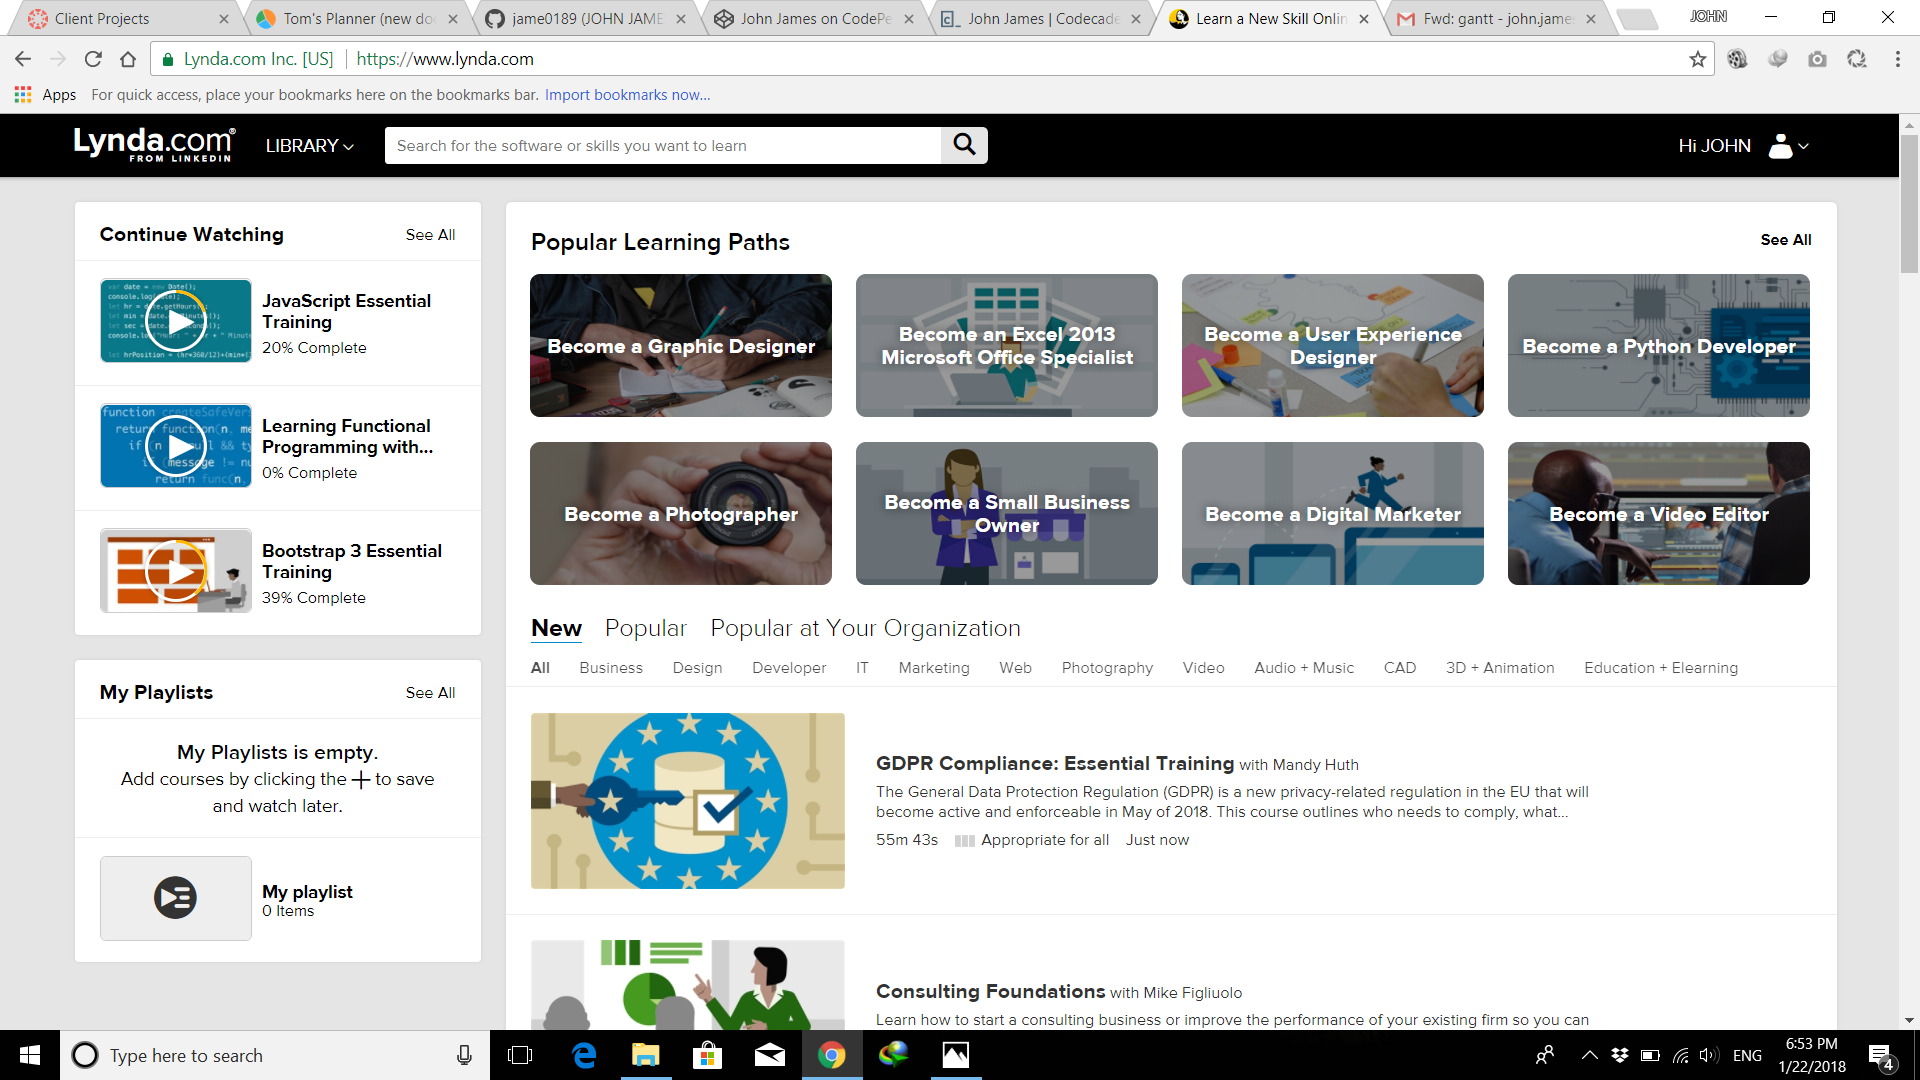 Client Projects
Tom's Planner (new do
jame0189 (JOHN JAME
John James on CodePe
John James | Codecade
Learn a New Skill Onlin
Fwd: gantt - john.james
JOHN
Lynda.com Inc. [US]
https://www.lynda.com
Apps
For quick access, place your bookmarks here on the bookmarks bar. Import bookmarks now...
Lynda.com®
FROM LINKEDIN
LIBRARY
Search for the software or skills you want to learn
Hi JOHN
Continue Watching
See All
var date = new Date();
JavaScript Essential
Training
20% Complete
function createSafeVers
Learning Functional
Programming with...
0% Complete
Bootstrap 3 Essential
Training
39% Complete
My Playlists
See All
My Playlists is empty.
Add courses by clicking the + to save
and watch later.
My playlist
0 Items
Popular Learning Paths
See All
Become a Graphic Designer
Become an Excel 2013
Microsoft Office Specialist
Become a User Experience
Designer
Become a Python Developer
Become a Photographer
Become a Small Business
Owner
Become a Digital Marketer
Become a Video Editor
New
Popular
Popular at Your Organization
All
Business
Design
Developer
IT
Marketing
Web
Photography
Video
Audio + Music
CAD
3D + Animation
Education + Elearning
GDPR Compliance: Essential Training with Mandy Huth
The General Data Protection Regulation (GDPR) is a new privacy-related regulation in the EU that will
become active and enforceable in May of 2018. This course outlines who needs to comply, what...
55m 43s
Appropriate for all
Just now
Consulting Foundations with Mike Figliuolo
Learn how to start a consulting business or improve the performance of your existing firm so you can
Type here to search
ENG
6:53 PM
1/22/2018
4